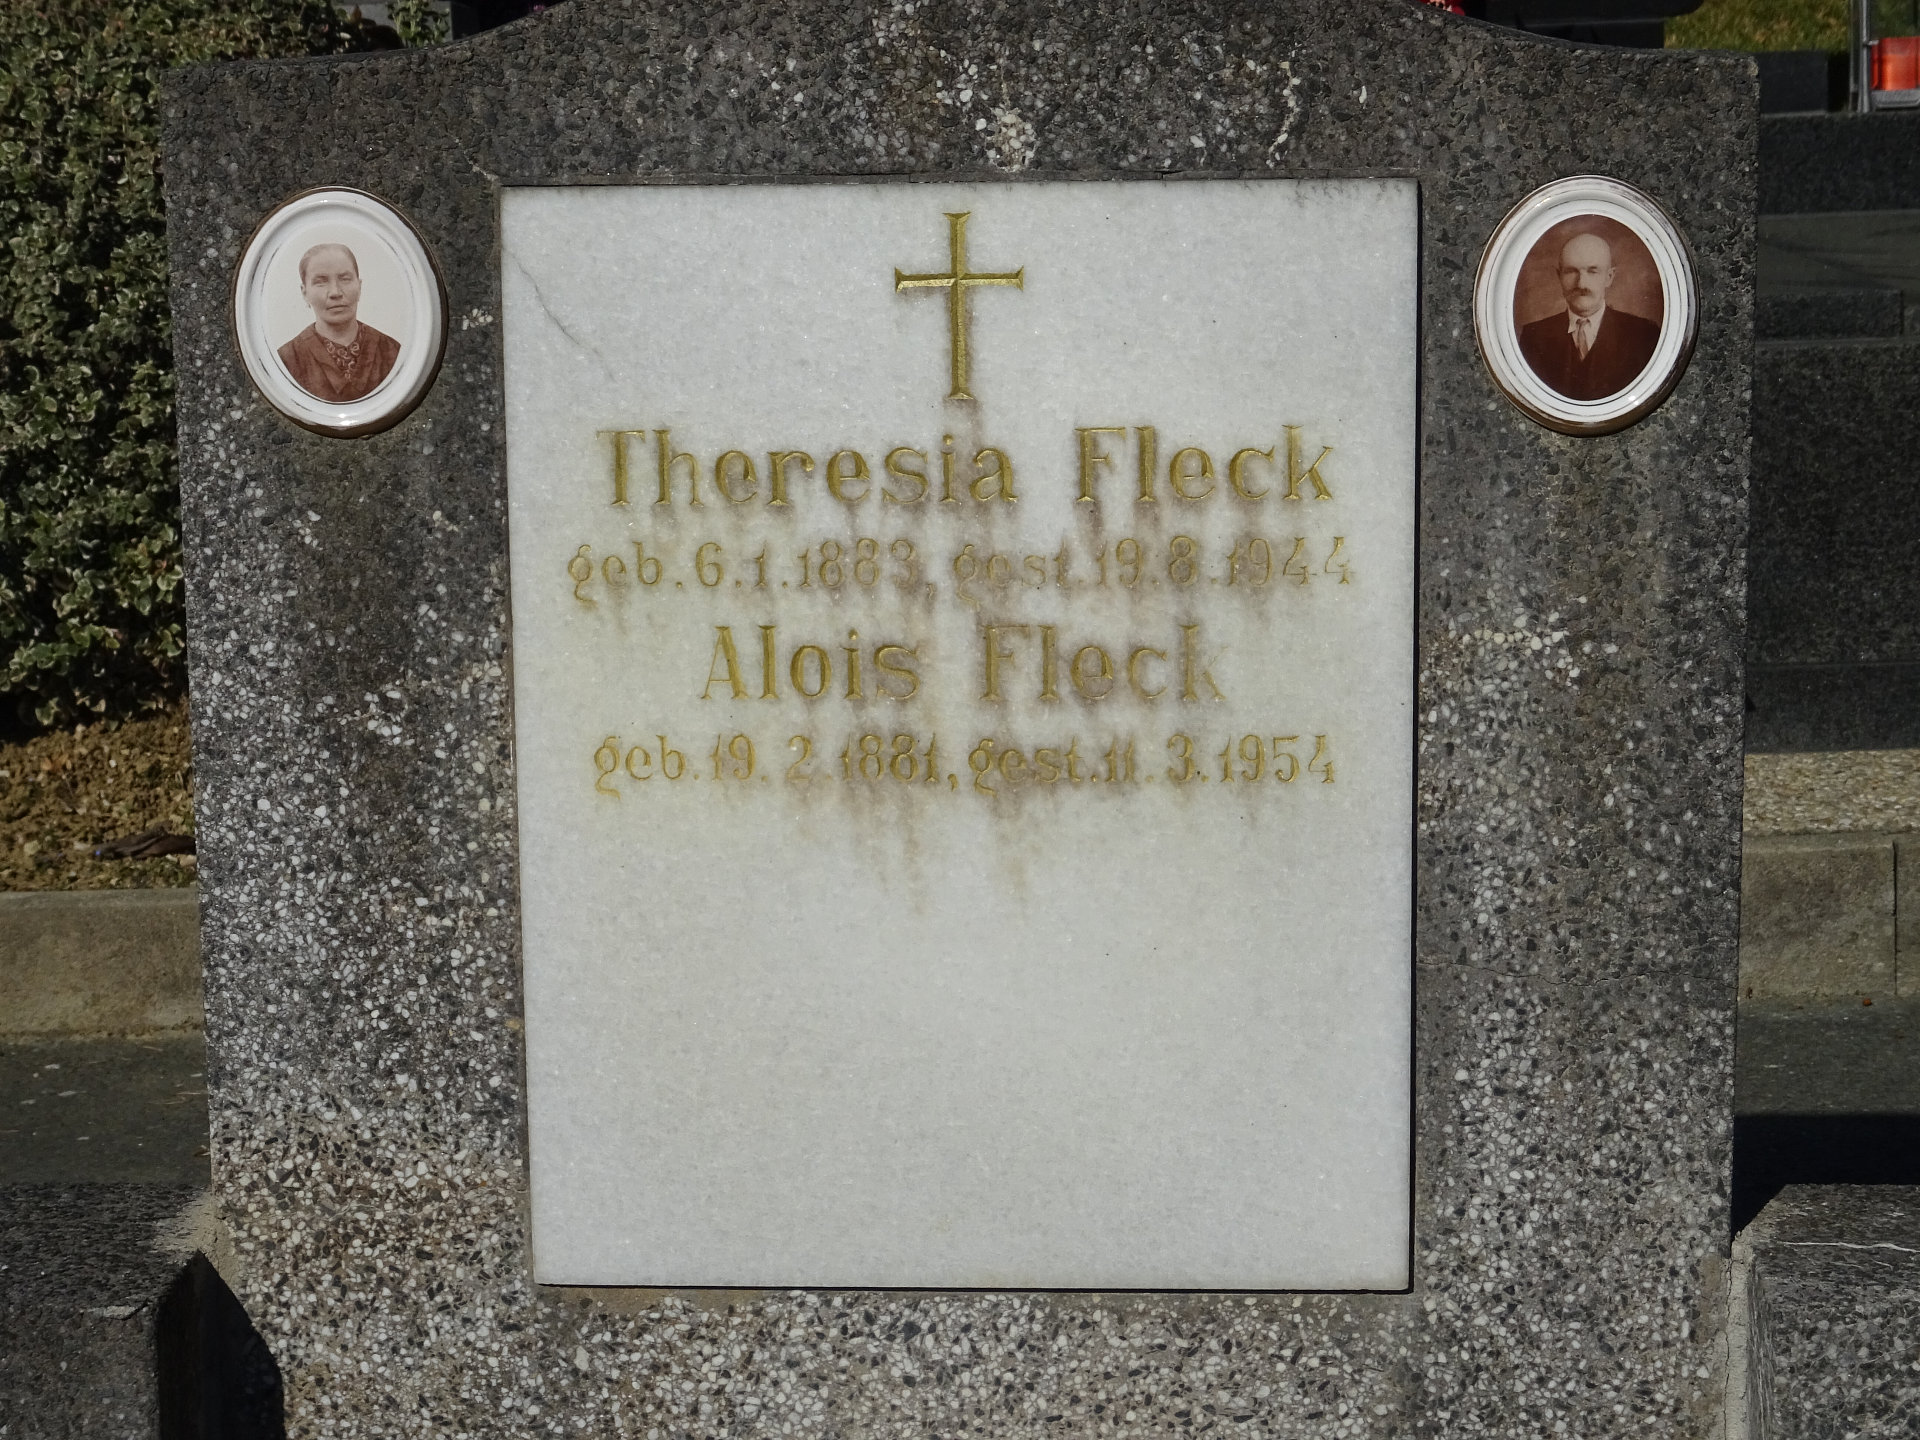 Theresia Fleck
geb. 6. 1. 1883, gest. 19. 8. 1944
Alois Fleck
geb. 19. 2. 1881, gest. 11. 3. 1954